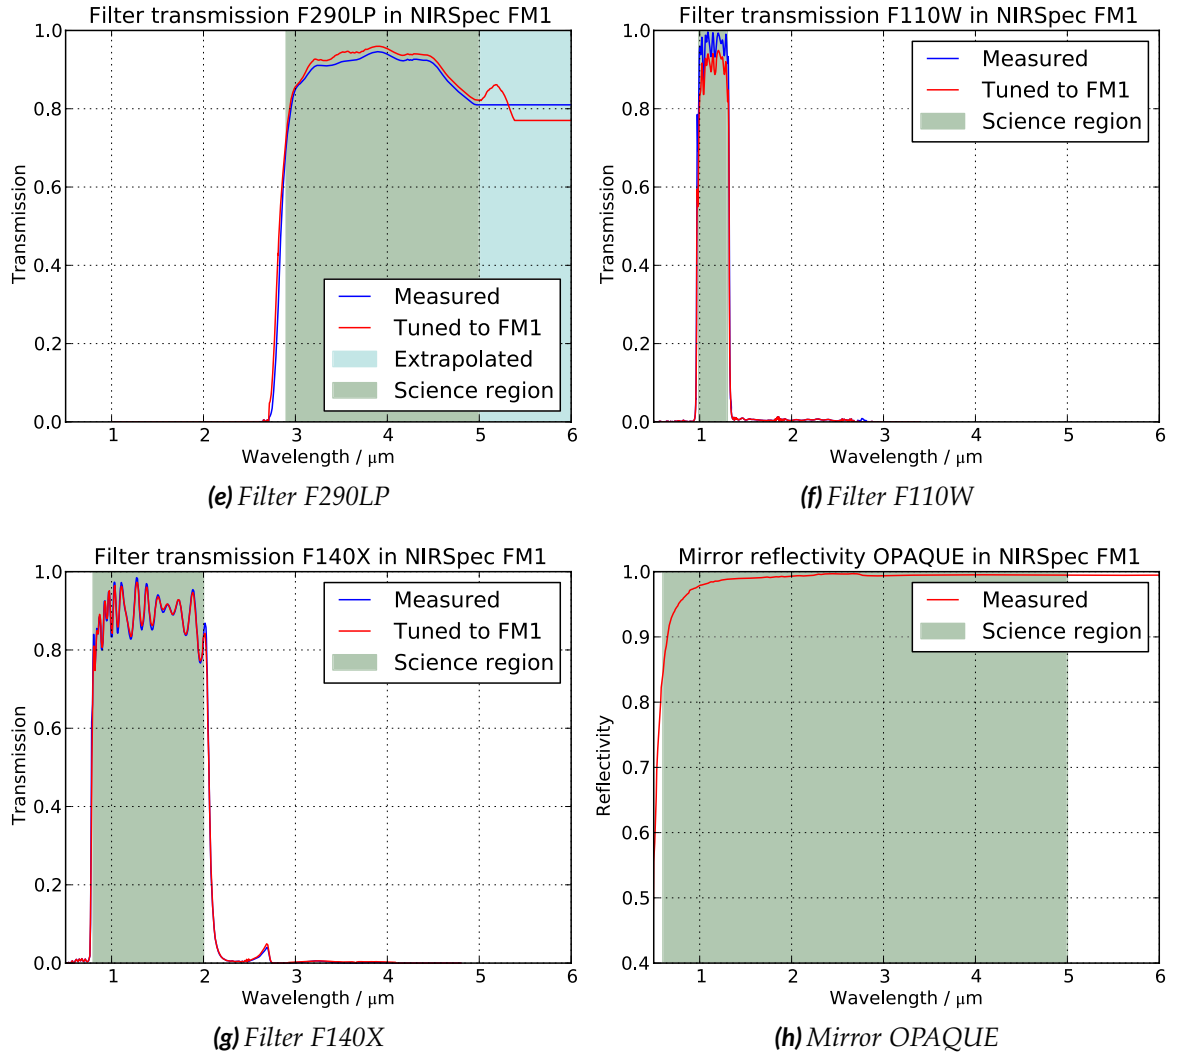 Filter transmission F290LP in NIRSpec FM1
1.0
0.8
0.6
0.4
0.2
0.0
Transmission
Measured
Tuned to FM1
Extrapolated
Science region
1 2 3 4 5 6
Wavelength / μm
(e) Filter F290LP
Filter transmission F110W in NIRSpec FM1
1.0
0.8
0.6
0.4
0.2
0.0
Transmission
Measured
Tuned to FM1
Science region
1 2 3 4 5 6
Wavelength / μm
(f) Filter F110W
Filter transmission F140X in NIRSpec FM1
1.0
0.8
0.6
0.4
0.2
0.0
Transmission
Measured
Tuned to FM1
Science region
1 2 3 4 5 6
Wavelength / μm
(g) Filter F140X
Mirror reflectivity OPAQUE in NIRSpec FM1
1.0
0.9
0.8
0.7
0.6
0.5
0.4
Reflectivity
Measured
Science region
1 2 3 4 5 6
Wavelength / μm
(h) Mirror OPAQUE